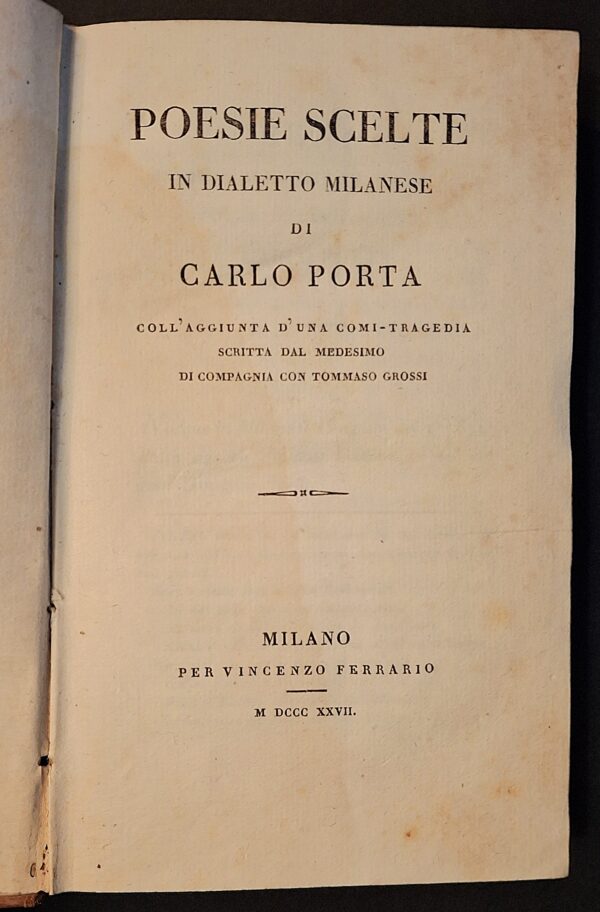 POESIE SCELTE
IN DIALETTO MILANESE
DI
CARLO PORTA
COLL'AGGIUNTA D'UNA COMI-TRAGEDIA
SCRITTA DAL MEDESIMO
DI COMPAGNIA CON TOMMASO GROSSI
MILANO
PER VINCENZO FERRARIO
M DCCC XXVII.